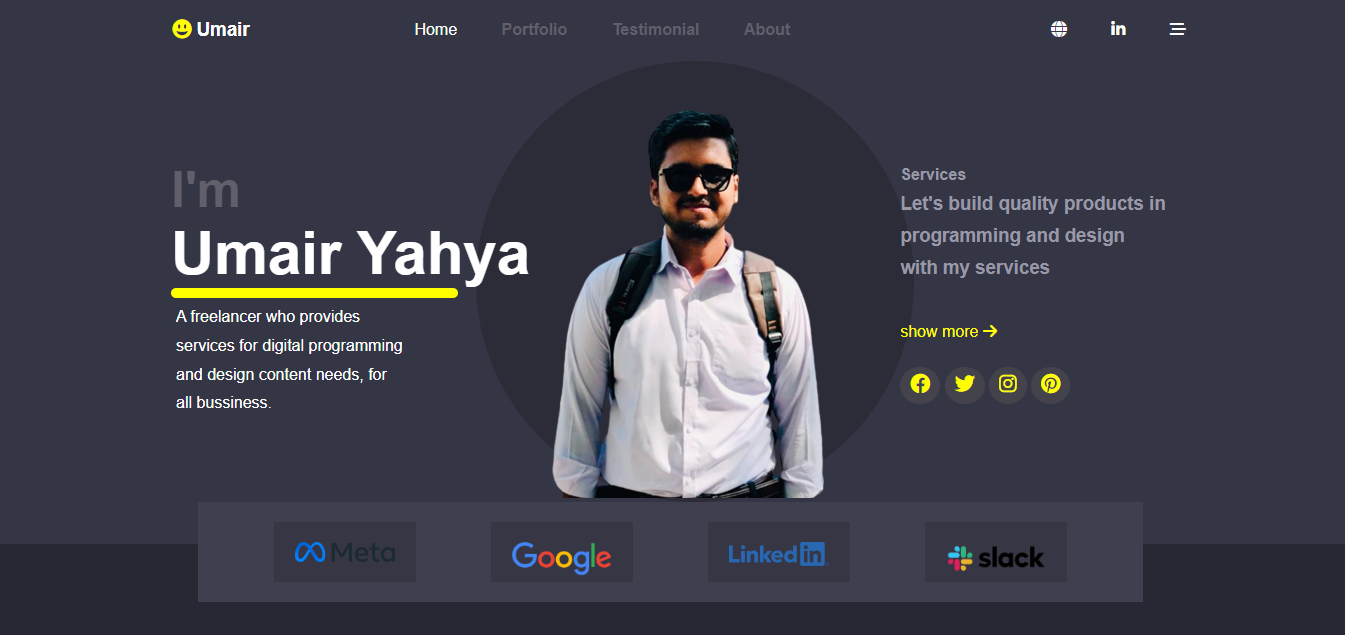 Umair
Home
Portfolio
Testimonial
About
in
I'm
Umair Yahya
A freelancer who provides
services for digital programming
and design content needs, for
all bussiness.
Services
Let's build quality products in
programming and design
with my services
show more
Meta
Google
Linkedin
slack